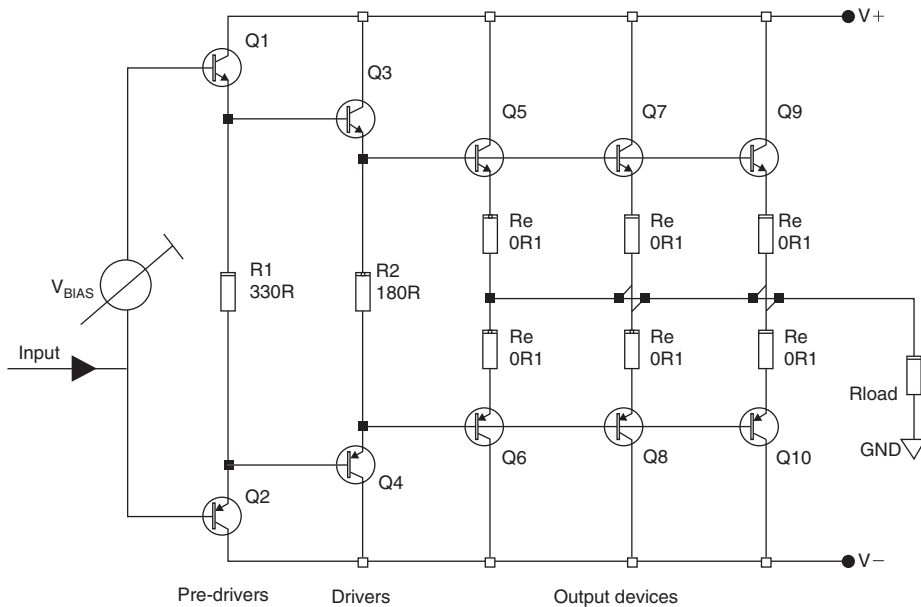 V+
Q1
Q3
Q5
Q7
Q9
Re
0R1
Re
0R1
Re
0R1
VBIAS
R1
330R
R2
180R
Input
Re
0R1
Re
0R1
Re
0R1
Rload
GND
Q2
Q4
Q6
Q8
Q10
V−
Pre-drivers
Drivers
Output devices